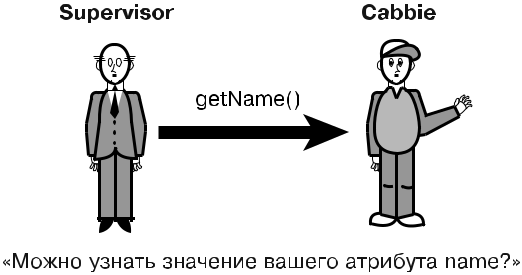 Supervisor Cabbie
getName()
«Можно узнать значение вашего атрибута name?»